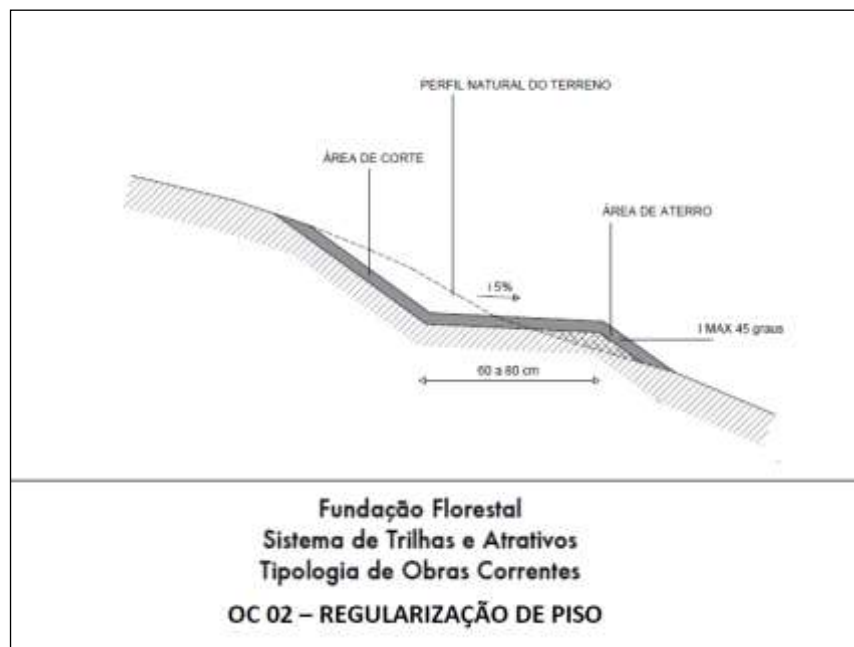 PERFIL NATURAL DO TERRENO
ÁREA DE CORTE
ÁREA DE ATERRO
i 5%
I MAX 45 graus
60 a 80 cm
Fundação Florestal
Sistema de Trilhas e Atrativos
Tipologia de Obras Correntes
OC 02 – REGULARIZAÇÃO DE PISO